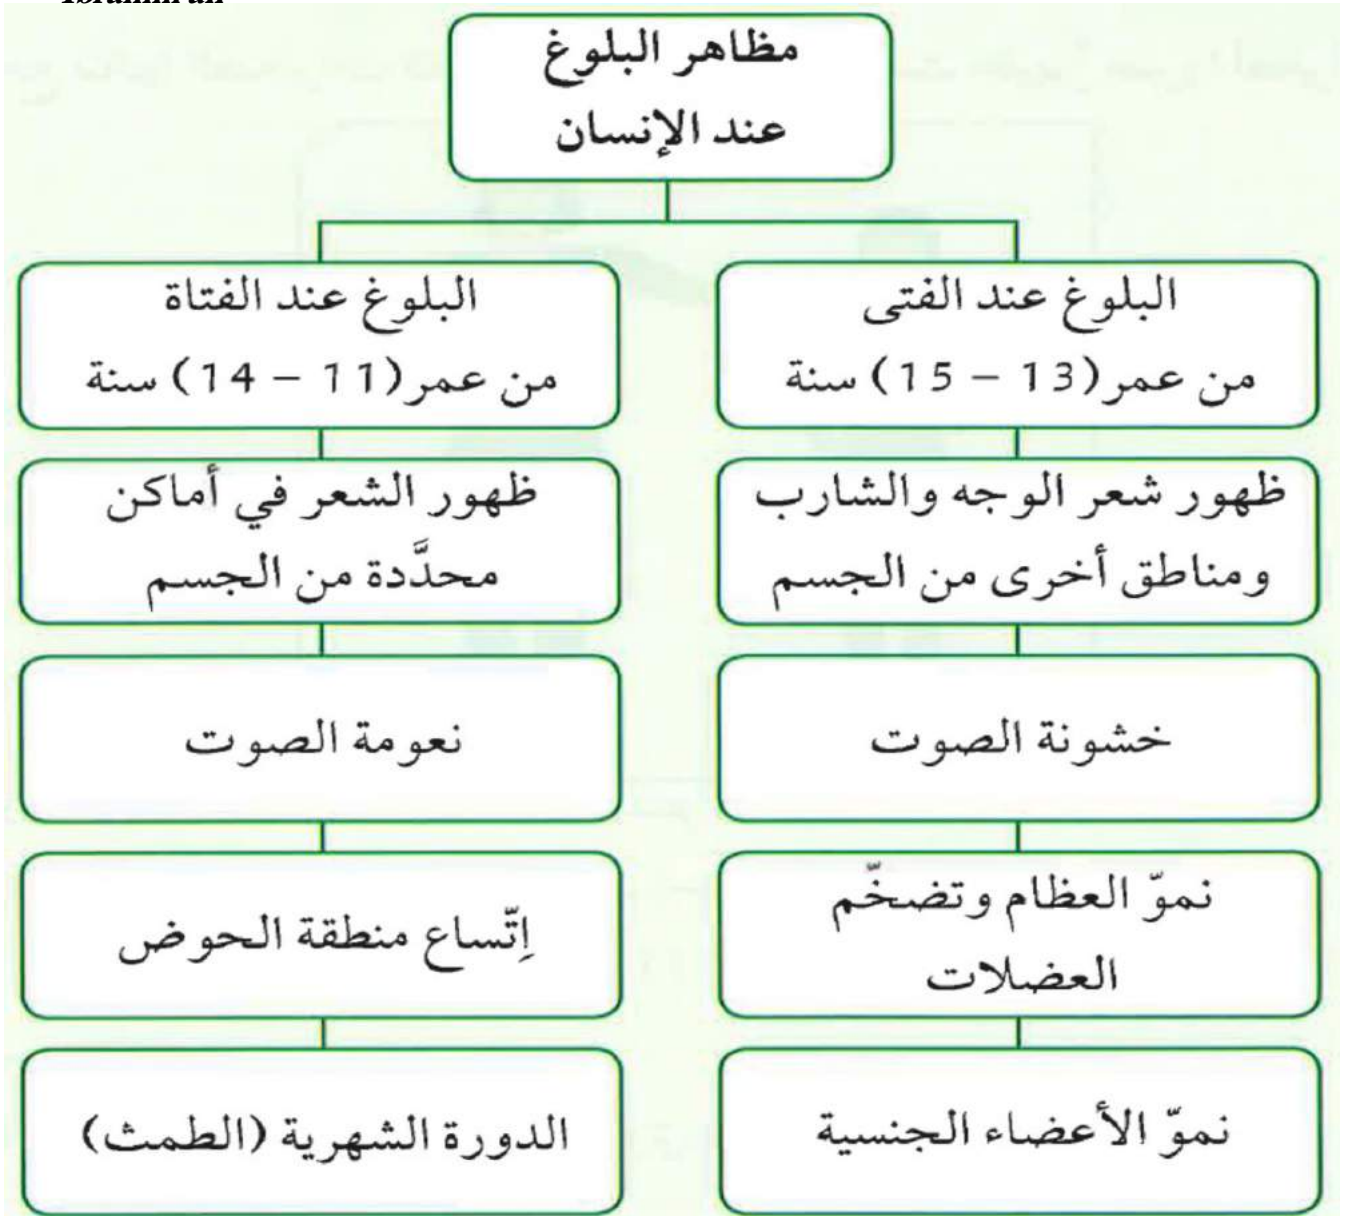 Ibrahim ali
مظاهر البلوغ
عند الإنسان
البلوغ عند الفتى
من عمر (13 – 15) سنة
ظهور شعر الوجه والشارب
ومناطق أخرى من الجسم
خشونة الصوت
نموّ العظام وتضخّم
العضلات
نموّ الأعضاء الجنسية
البلوغ عند الفتاة
من عمر (11 – 14) سنة
ظهور الشعر في أماكن
محدَّدة من الجسم
نعومة الصوت
اِتّساع منطقة الحوض
الدورة الشهرية (الطمث)